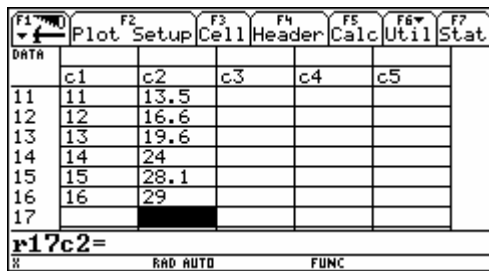 F1 F2 F3 F4 F5 F6 F7
Plot Setup Cell Header Calc Util Stat
DATA
c1 c2 c3 c4 c5
11 11 13.5
12 12 16.6
13 13 19.6
14 14 24
15 15 28.1
16 16 29
17
r17c2=
X RAD AUTO FUNC